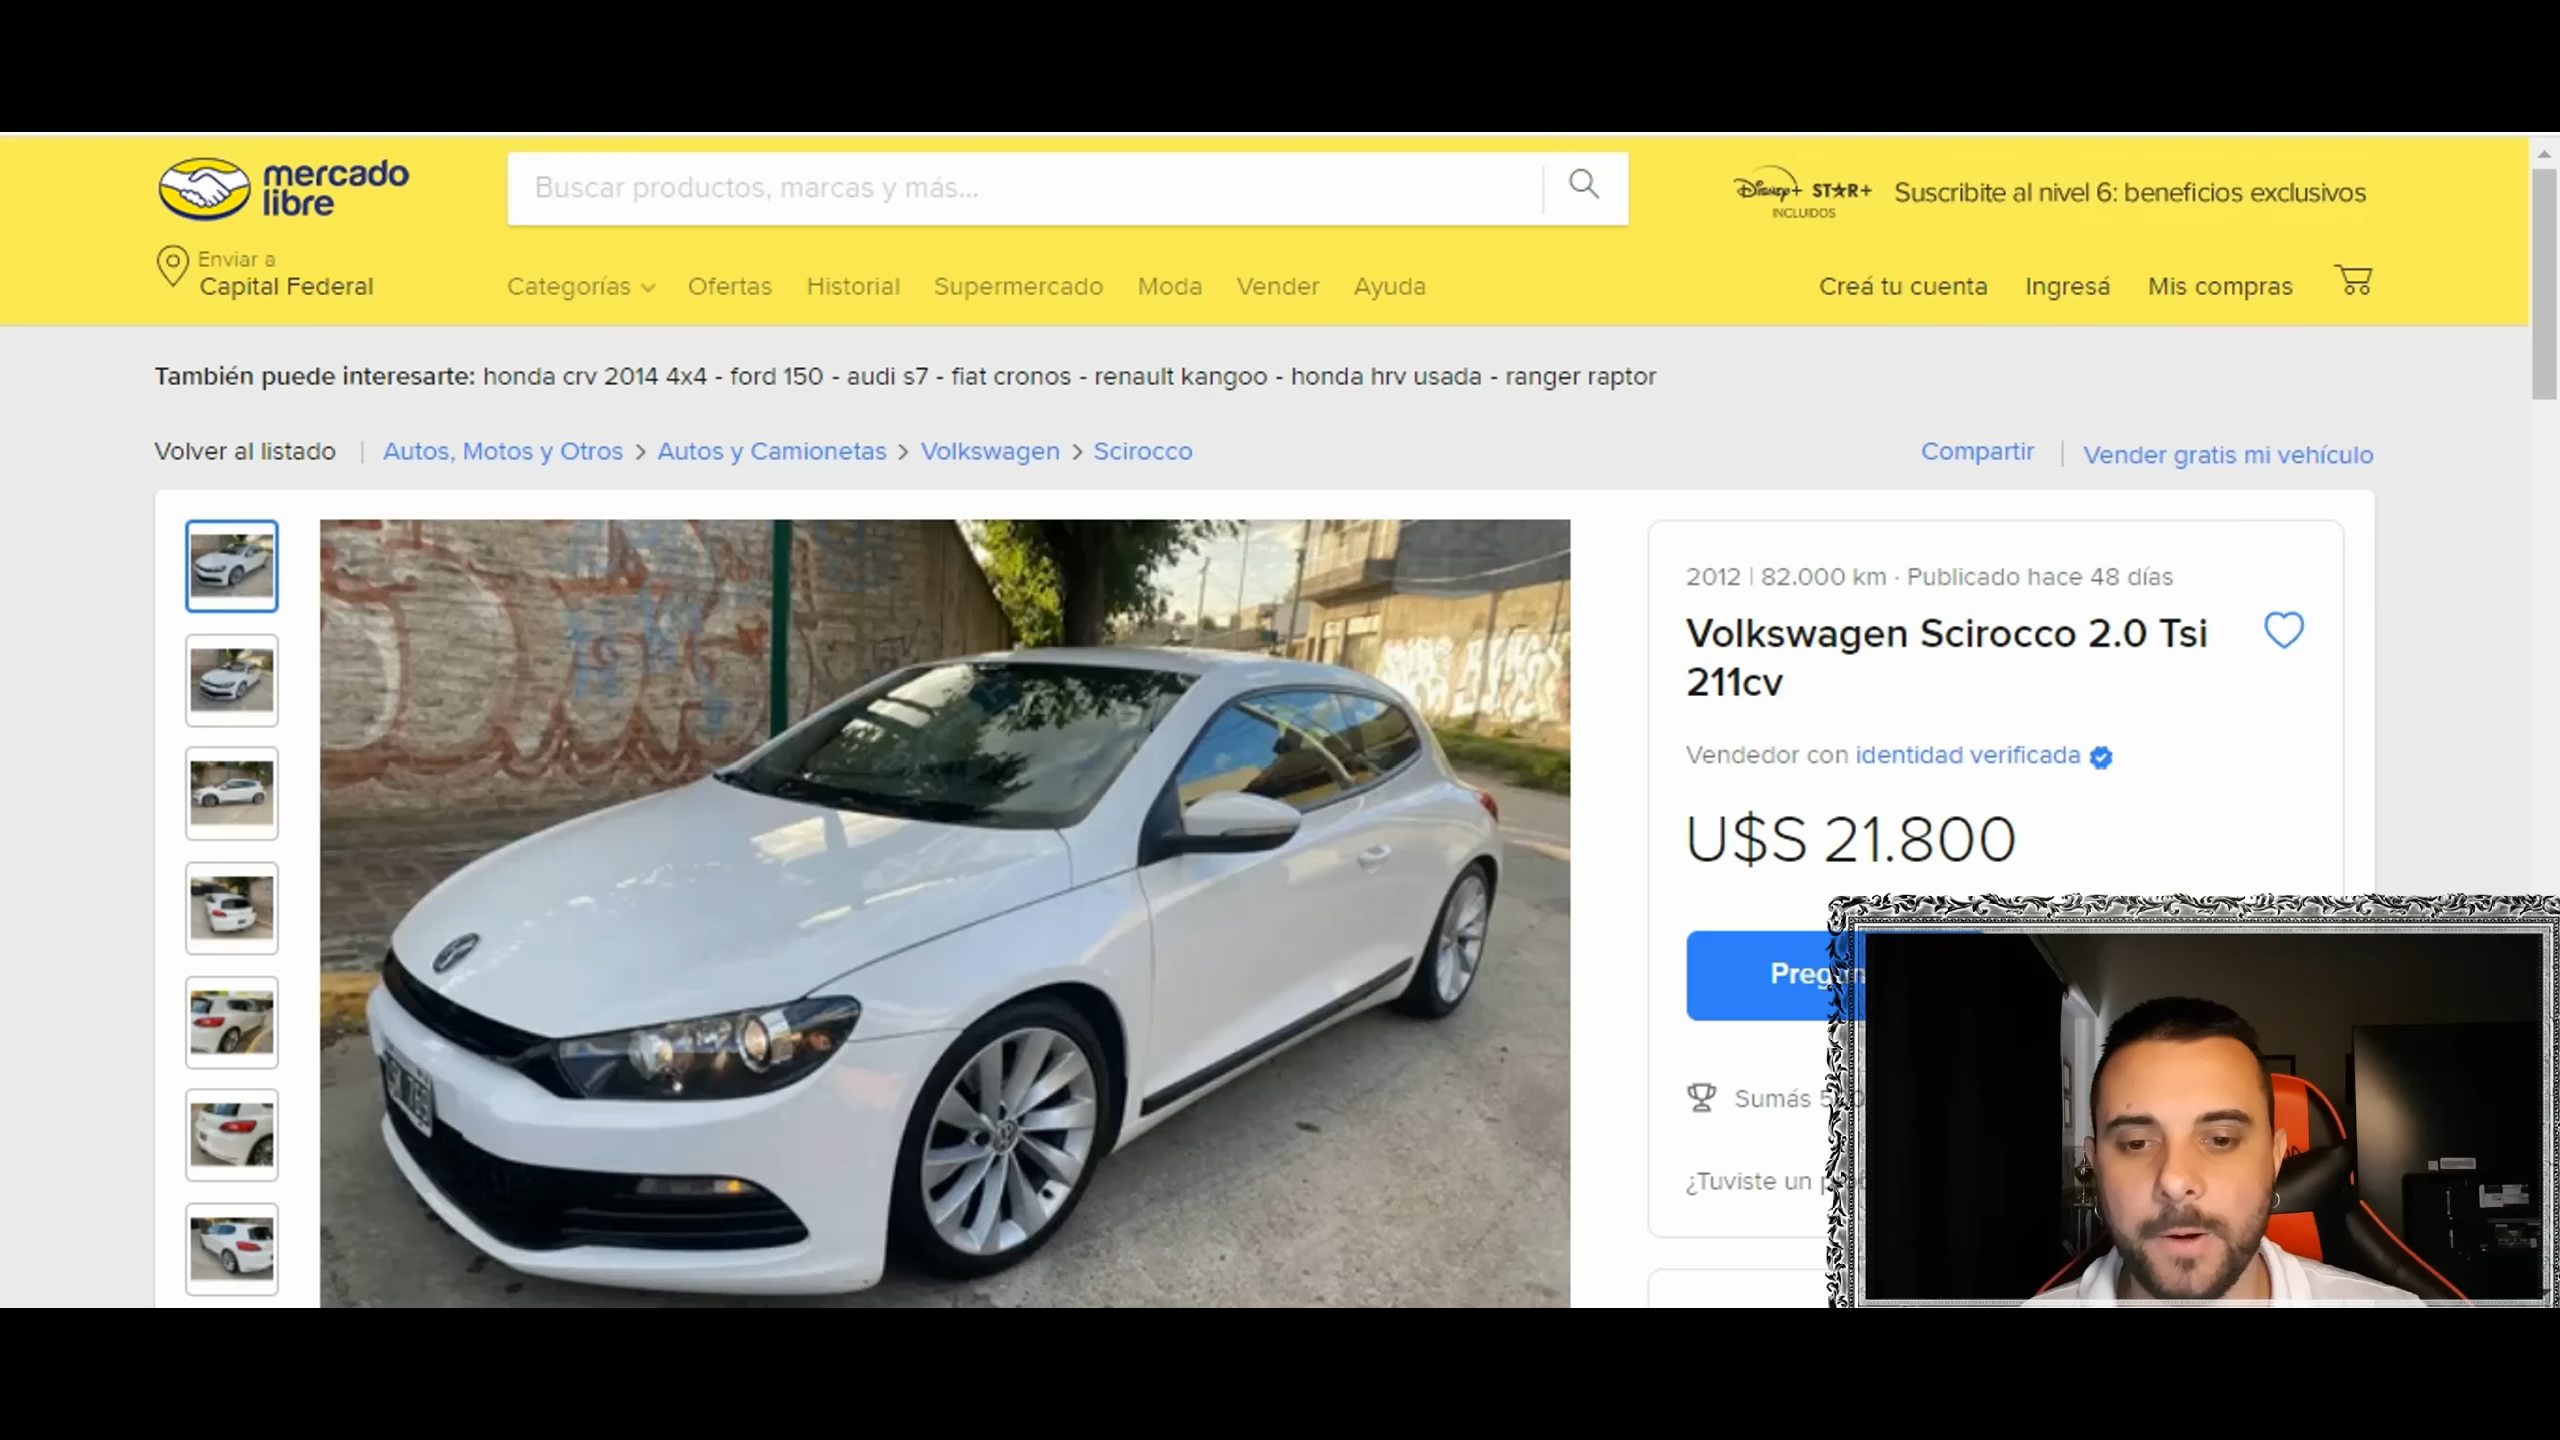 mercado
libre
Buscar productos, marcas y más...
Disney+ STAR+
INCLUIDOS
Suscribite al nivel 6: beneficios exclusivos
Enviar a
Capital Federal
Categorías Ofertas Historial Supermercado Moda Vender Ayuda
Creá tu cuenta Ingresá Mis compras
También puede interesarte: honda crv 2014 4x4 - ford 150 - audi s7 - fiat cronos - renault kangoo - honda hrv usada - ranger raptor
Volver al listado | Autos, Motos y Otros > Autos y Camionetas > Volkswagen > Scirocco
Compartir | Vender gratis mi vehículo
2012 | 82.000 km · Publicado hace 48 días
Volkswagen Scirocco 2.0 Tsi
211cv
Vendedor con identidad verificada
U$S 21.800
Sumás
¿Tuviste un